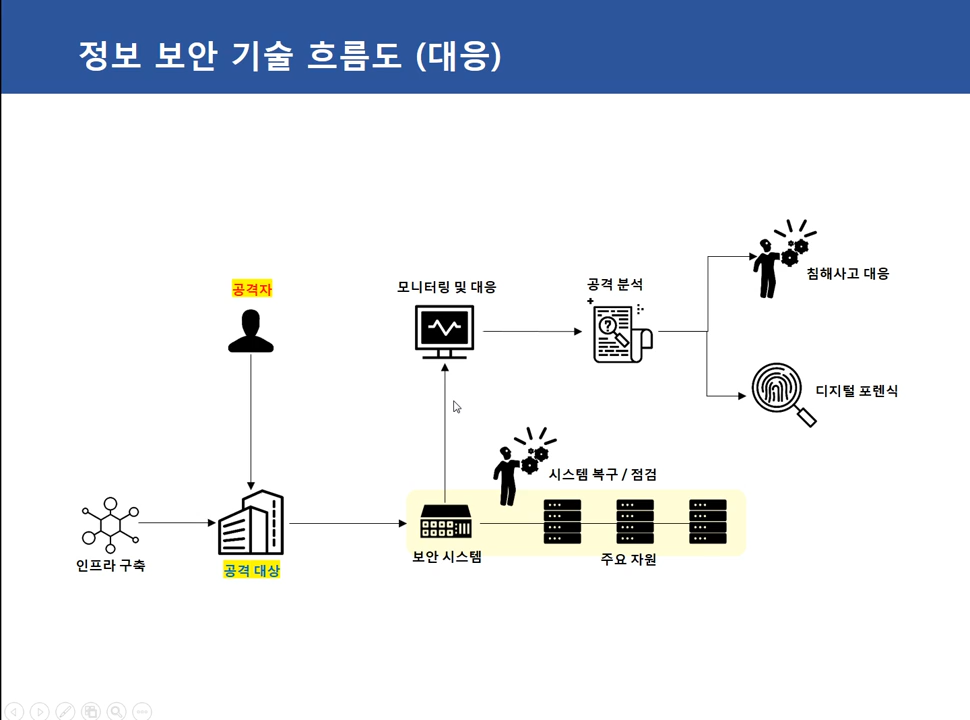 정보 보안 기술 흐름도 (대응)
공격자
모니터링 및 대응
공격 분석
?
침해사고 대응
디지털 포렌식
시스템 복구 / 점검
인프라 구축
공격 대상
보안 시스템
주요 자원